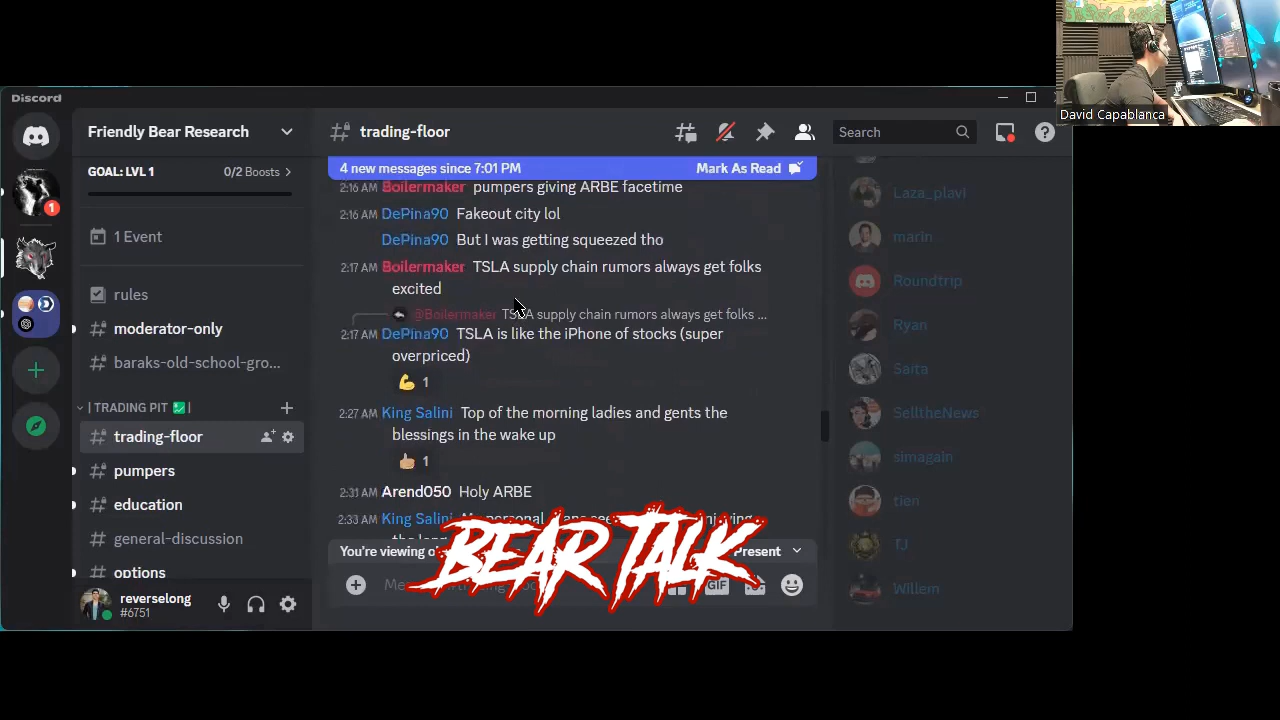 David Capablanca
Discord
Friendly Bear Research
trading-floor
Search
GOAL: LVL 1
0/2 Boosts
4 new messages since 7:01 PM
Mark As Read
1 Event
rules
moderator-only
baraks-old-school-gro...
| TRADING PIT 💹 |
trading-floor
pumpers
education
general-discussion
options
reverselong
#6751
2:16 AM Boilermaker pumpers giving ARBE facetime
2:16 AM DePina90 Fakeout city lol
DePina90 But I was getting squeezed tho
2:17 AM Boilermaker TSLA supply chain rumors always get folks
excited
@Boilermaker TSLA supply chain rumors always get folks ...
2:17 AM DePina90 TSLA is like the iPhone of stocks (super
overpriced)
💪 1
2:27 AM King Salini Top of the morning ladies and gents the
blessings in the wake up
👍🏼 1
2:31 AM Arend050 Holy ARBE
2:33 AM King Salini
You're viewing
Present
GIF
BEAR TALK
Laza_plavi
marin
Roundtrip
Ryan
Saita
SelltheNews
simagain
tien
TJ
Willem
1